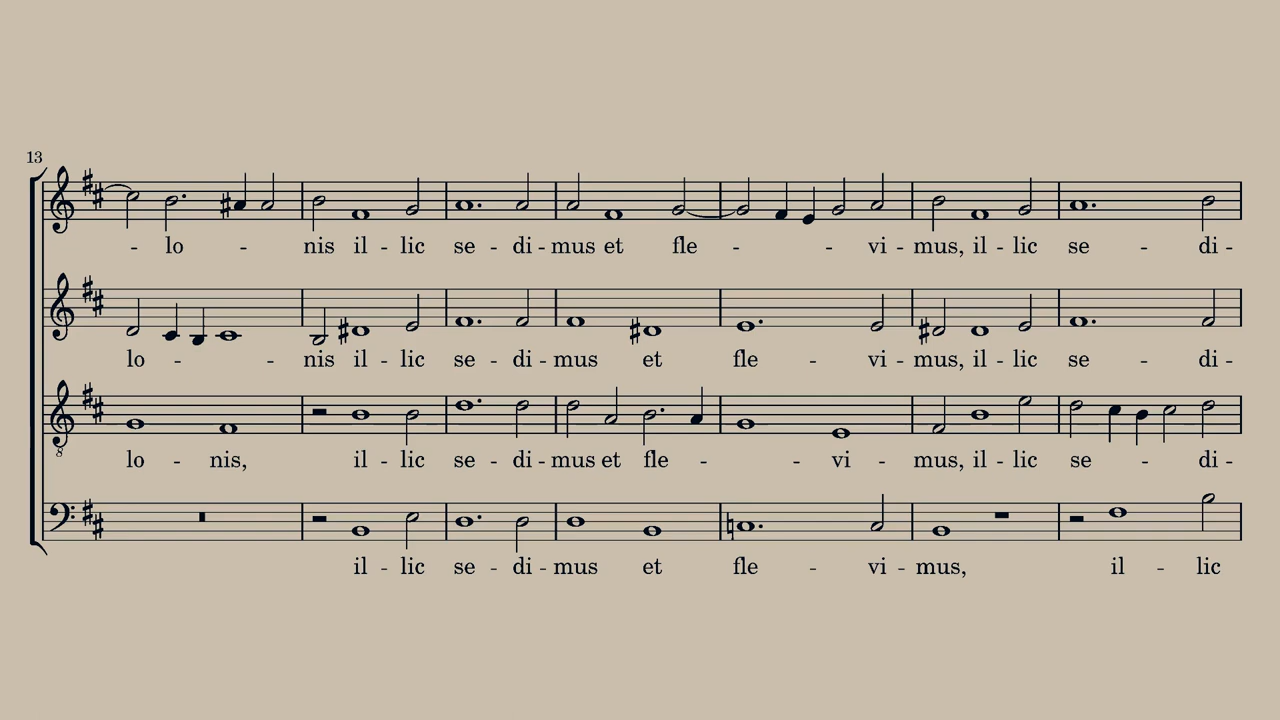 13
- lo - nis il - lic se - di - mus et fle - - vi - mus, il - lic se - di -
lo - - nis il - lic se - di - mus et fle - vi - mus, il - lic se - di -
lo - nis, il - lic se - di - mus et fle - - vi - mus, il - lic se - di -
8
il - lic se - di - mus et fle - vi - mus, il - lic